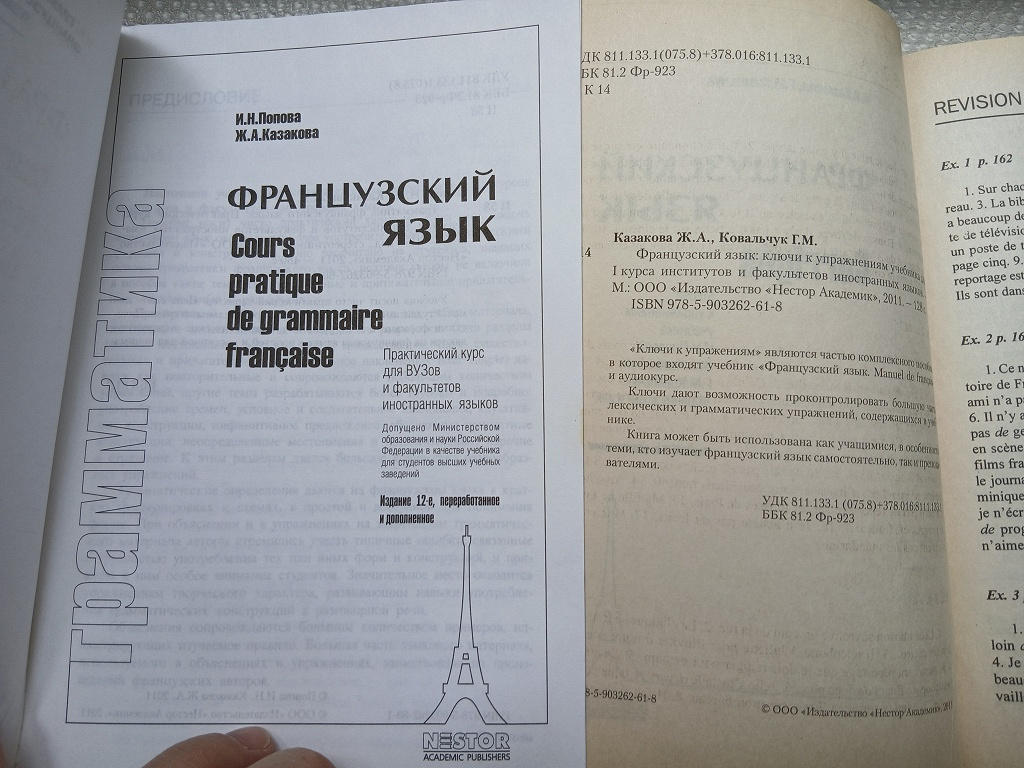 И.Н.Попова
Ж.А.Казакова
ФРАНЦУЗСКИЙ
ЯЗЫК
Cours
pratique
de grammaire
française
Практический курс
для ВУЗов
и факультетов
иностранных языков
Допущено Министерством
образования и науки Российской
Федерации в качестве учебника
для студентов высших учебных
заведений
Издание 12-е, переработанное
и дополненное
грамматика
NESTOR
ACADEMIC PUBLISHERS
ДК 811.133.1(075.8)+378.016:811.133.1
БК 81.2 Фр-923
К 14
Казакова Ж.А., Ковальчук Г.М.
14
Французский язык: ключи к упражнениям учебника
I курса институтов и факультетов иностранных языков
М.: ООО «Издательство «Нестор Академик», 2011. – 128
ISBN 978-5-903262-61-8
«Ключи к упражнениям» являются частью комплексного
в которое входят учебник «Французский язык. Manuel de
и аудиокурс.
Ключи дают возможность проконтролировать большую
лексических и грамматических упражнений, содержащихся в
нике.
Книга может быть использована как учащимися, в
теми, кто изучает французский язык самостоятельно, так и
вателями.
УДК 811.133.1 (075.8)+378.016:811.133.
ББК 81.2 Фр-923
8-5-903262-61-8
© ООО «Издательство «Нестор Академик», 2011
REVISION
Ex. 1 p. 162
1. Sur chac
reau. 3. La bib
a beaucoup de
te de télévisio
un poste de t
page cinq. 9.
reportage est
Ils sont dans
Ex. 2 p. 16
1. Ce n
toire de Fr
ami n'a pa
6. Il n'y a
pas de ge
en scène
films fra
le journ
minique
je n'écr
de prog
n'aime
Ex. 3
1.
loin
4. Je
beau
vaill